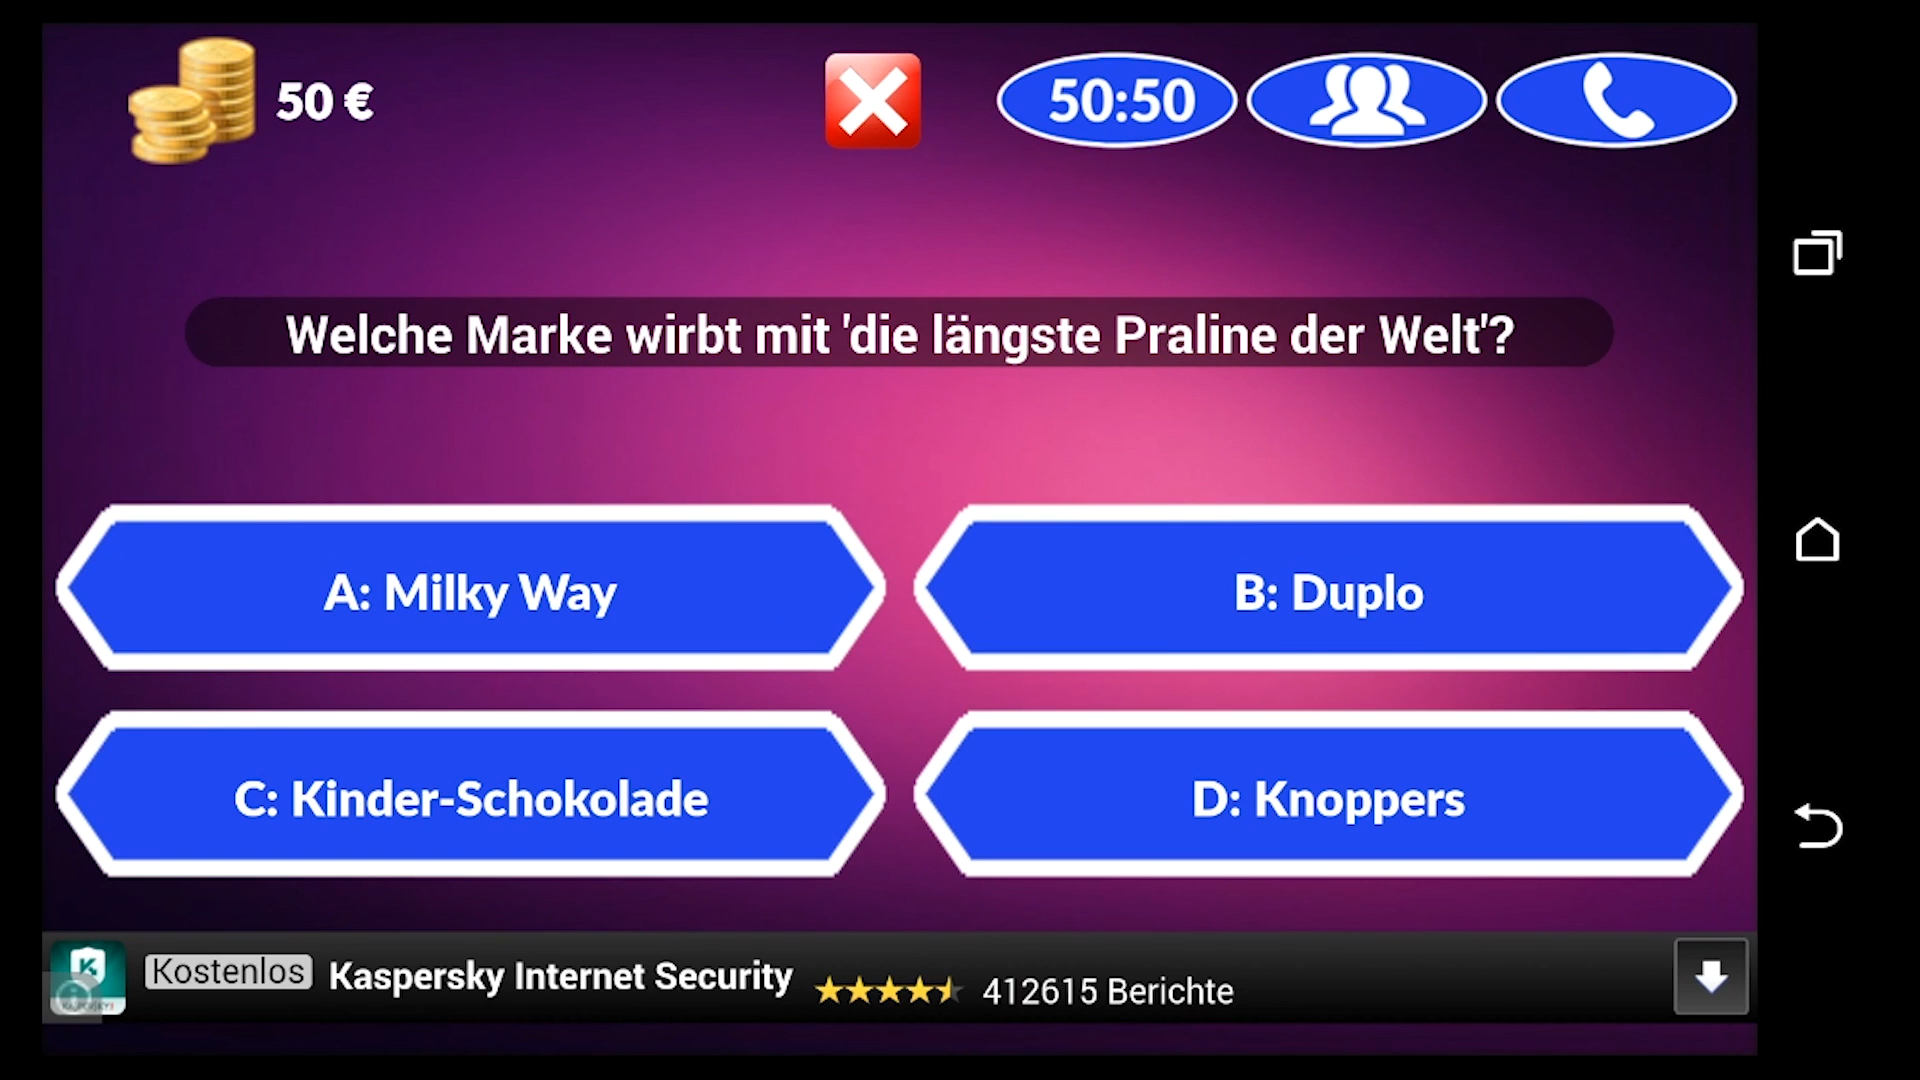 50 €
50:50
Welche Marke wirbt mit 'die längste Praline der Welt'?
A: Milky Way
B: Duplo
C: Kinder-Schokolade
D: Knoppers
Kostenlos Kaspersky Internet Security 412615 Berichte